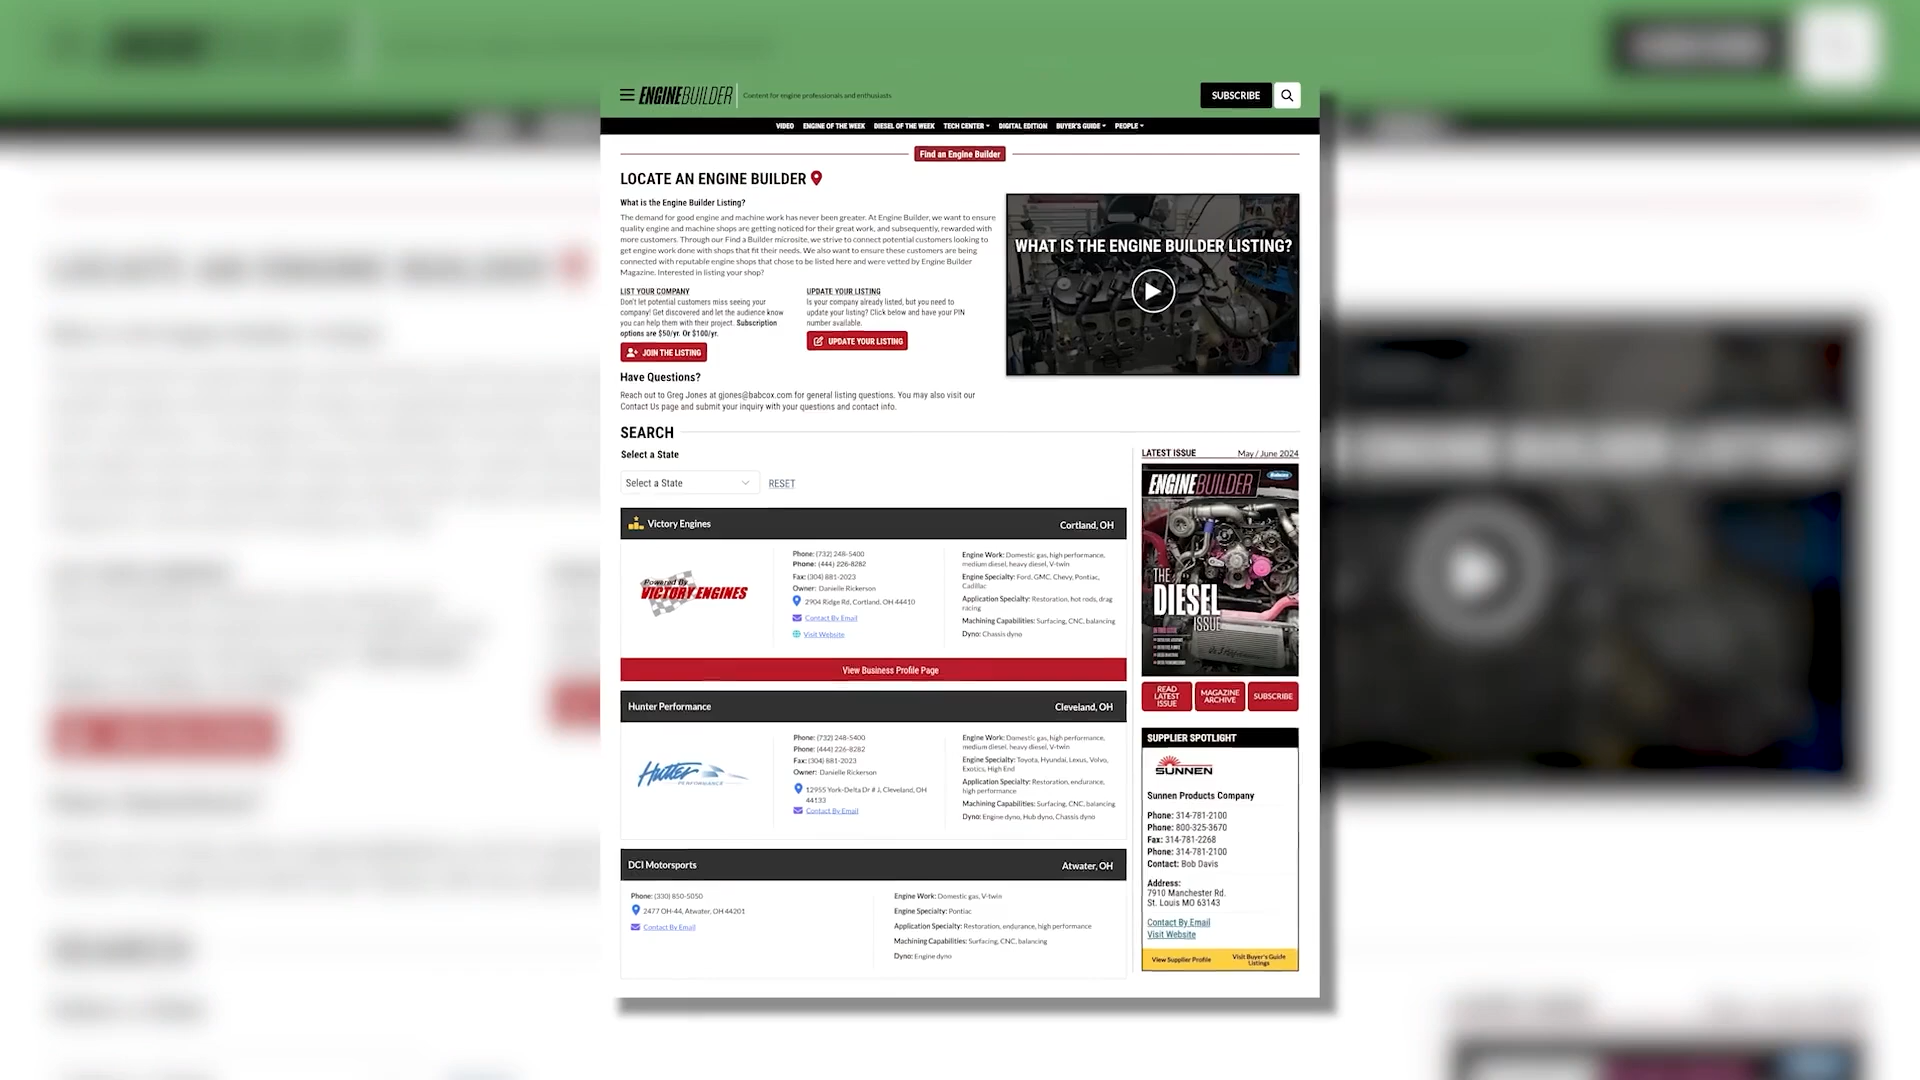 ENGINEBUILDER
Content for engine professionals and enthusiasts
SUBSCRIBE
VIDEO ENGINE OF THE WEEK DIESEL OF THE WEEK TECH CENTER DIGITAL EDITION BUYER'S GUIDE PEOPLE
Find an Engine Builder
LOCATE AN ENGINE BUILDER
What is the Engine Builder Listing?
The demand for good engine and machine work has never been greater. At Engine Builder, we want to ensure
quality engine and machine shops are getting noticed for their great work, and subsequently, rewarded with
more customers. Through our Find a Builder microsite, we strive to connect potential customers looking to
get engine work done with shops that fit their needs. We also want to ensure these customers are being
connected with reputable engine shops that chose to be listed here and were vetted by Engine Builder
Magazine. Interested in listing your shop?
LIST YOUR COMPANY
Don't let potential customers miss seeing your
company! Get discovered and let the audience know
you can help them with their project. Subscription
options are $50/yr. Or $100/yr.
JOIN THE LISTING
UPDATE YOUR LISTING
Is your company already listed, but you need to
update your listing? Click below and have your PIN
number available.
UPDATE YOUR LISTING
WHAT IS THE ENGINE BUILDER LISTING?
Have Questions?
Reach out to Greg Jones at gjones@babcox.com for general listing questions. You may also visit our
Contact Us page and submit your inquiry with your questions and contact info.
SEARCH
Select a State
Select a State
RESET
Victory Engines
Cortland, OH
Powered By
VICTORY ENGINES
Phone: (732) 248-5400
Phone: (444) 226-8282
Fax: (304) 881-2023
Owner: Danielle Rickerson
2904 Ridge Rd, Cortland, OH 44410
Contact By Email
Visit Website
Engine Work: Domestic gas, high performance,
medium diesel, heavy diesel, V-twin
Engine Specialty: Ford, GMC, Chevy, Pontiac,
Cadillac
Application Specialty: Restoration, hot rods, drag
racing
Machining Capabilities: Surfacing, CNC, balancing
Dyno: Chassis dyno
View Business Profile Page
Hunter Performance
Cleveland, OH
Hutter
PERFORMANCE
Phone: (732) 248-5400
Phone: (444) 226-8282
Fax: (304) 881-2023
Owner: Danielle Rickerson
12955 York-Delta Dr # J, Cleveland, OH
44133
Contact By Email
Engine Work: Domestic gas, high performance,
medium diesel, heavy diesel, V-twin
Engine Specialty: Toyota, Hyundai, Lexus, Volvo,
Exotics, High End
Application Specialty: Restoration, endurance,
high performance
Machining Capabilities: Surfacing, CNC, balancing
Dyno: Engine dyno, Hub dyno, Chassis dyno
DCI Motorsports
Atwater, OH
Phone: (330) 850-5050
2477 OH-44, Atwater, OH 44201
Contact By Email
Engine Work: Domestic gas, V-twin
Engine Specialty: Pontiac
Application Specialty: Restoration, endurance, high performance
Machining Capabilities: Surfacing, CNC, balancing
Dyno: Engine dyno
LATEST ISSUE
May / June 2024
ENGINEBUILDER
THE
DIESEL
ISSUE
READ
LATEST
ISSUE
MAGAZINE
ARCHIVE
SUBSCRIBE
SUPPLIER SPOTLIGHT
SUNNEN
Sunnen Products Company
Phone: 314-781-2100
Phone: 800-325-3670
Fax: 314-781-2268
Phone: 314-781-2100
Contact: Bob Davis
Address:
7910 Manchester Rd.
St. Louis MO 63143
Contact By Email
Visit Website
View Supplier Profile
Visit Buyer's Guide
Listings